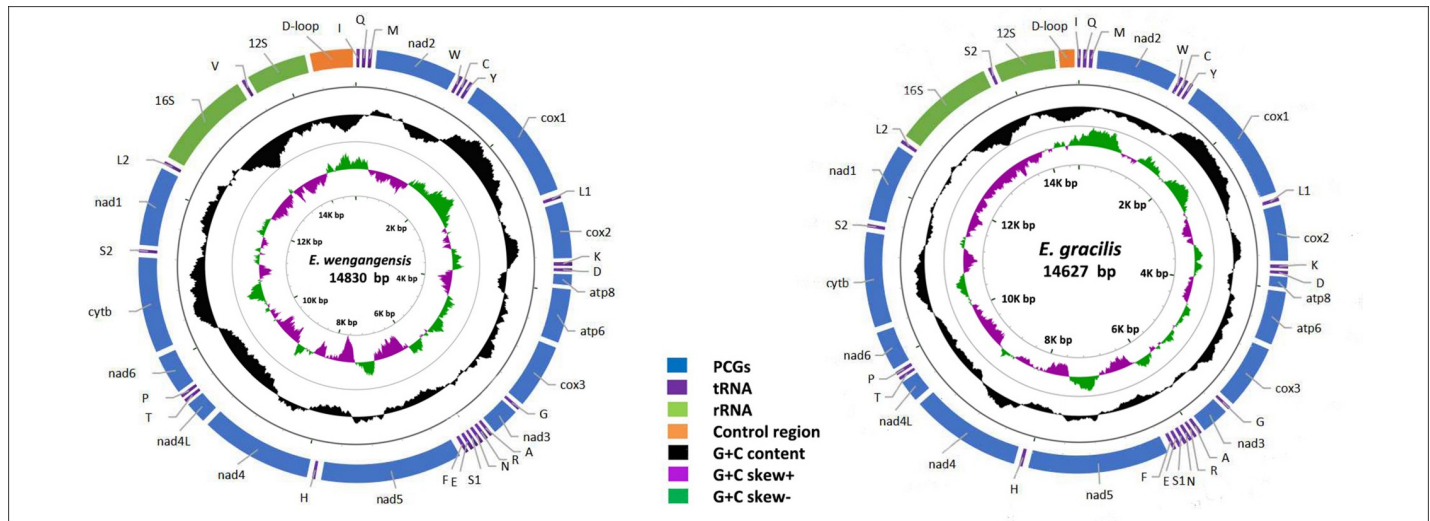 D-loop
I
Q
M
nad2
W
C
Y
cox1
L1
cox2
K
D
atp8
atp6
cox3
G
nad3
A
R
N
S1
E
F
nad5
H
nad4
nad4L
T
P
nad6
cytb
S2
nad1
L2
16S
V
12S
14K bp
2K bp
12K bp
E. wengangensis
14830 bp
4K bp
10K bp
8K bp
6K bp
PCGs
tRNA
rRNA
Control region
G+C content
G+C skew+
G+C skew-
D-loop
I
Q
M
nad2
W
C
Y
cox1
L1
cox2
K
D
atp8
atp6
cox3
G
nad3
A
R
N
S1
E
F
nad5
H
nad4
nad4L
T
P
nad6
cytb
S2
nad1
L2
16S
S2
12S
14K bp
2K bp
12K bp
E. gracilis
14627 bp
4K bp
10K bp
8K bp
6K bp